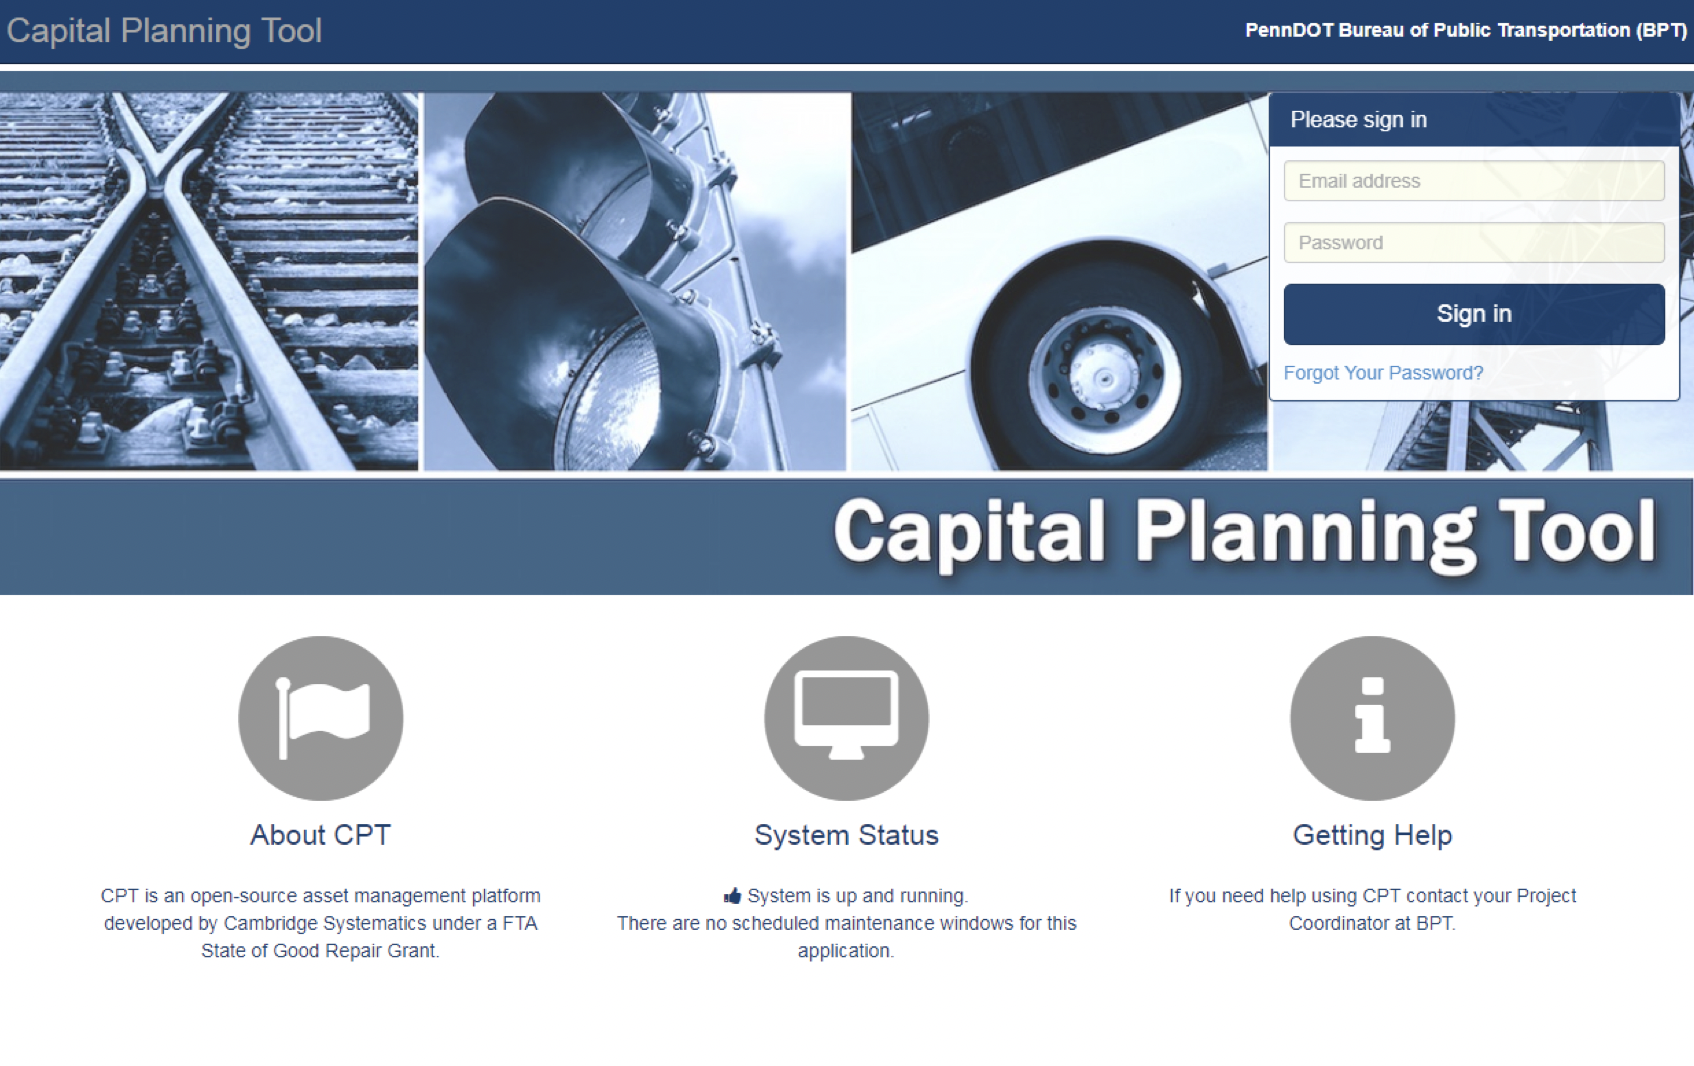 Capital Planning Tool
PennDOT Bureau of Public Transportation (BPT)
Please sign in
Email address
Password
Sign in
Forgot Your Password?
Capital Planning Tool
About CPT
CPT is an open-source asset management platform
developed by Cambridge Systematics under a FTA
State of Good Repair Grant.
System Status
System is up and running.
There are no scheduled maintenance windows for this
application.
Getting Help
If you need help using CPT contact your Project
Coordinator at BPT.